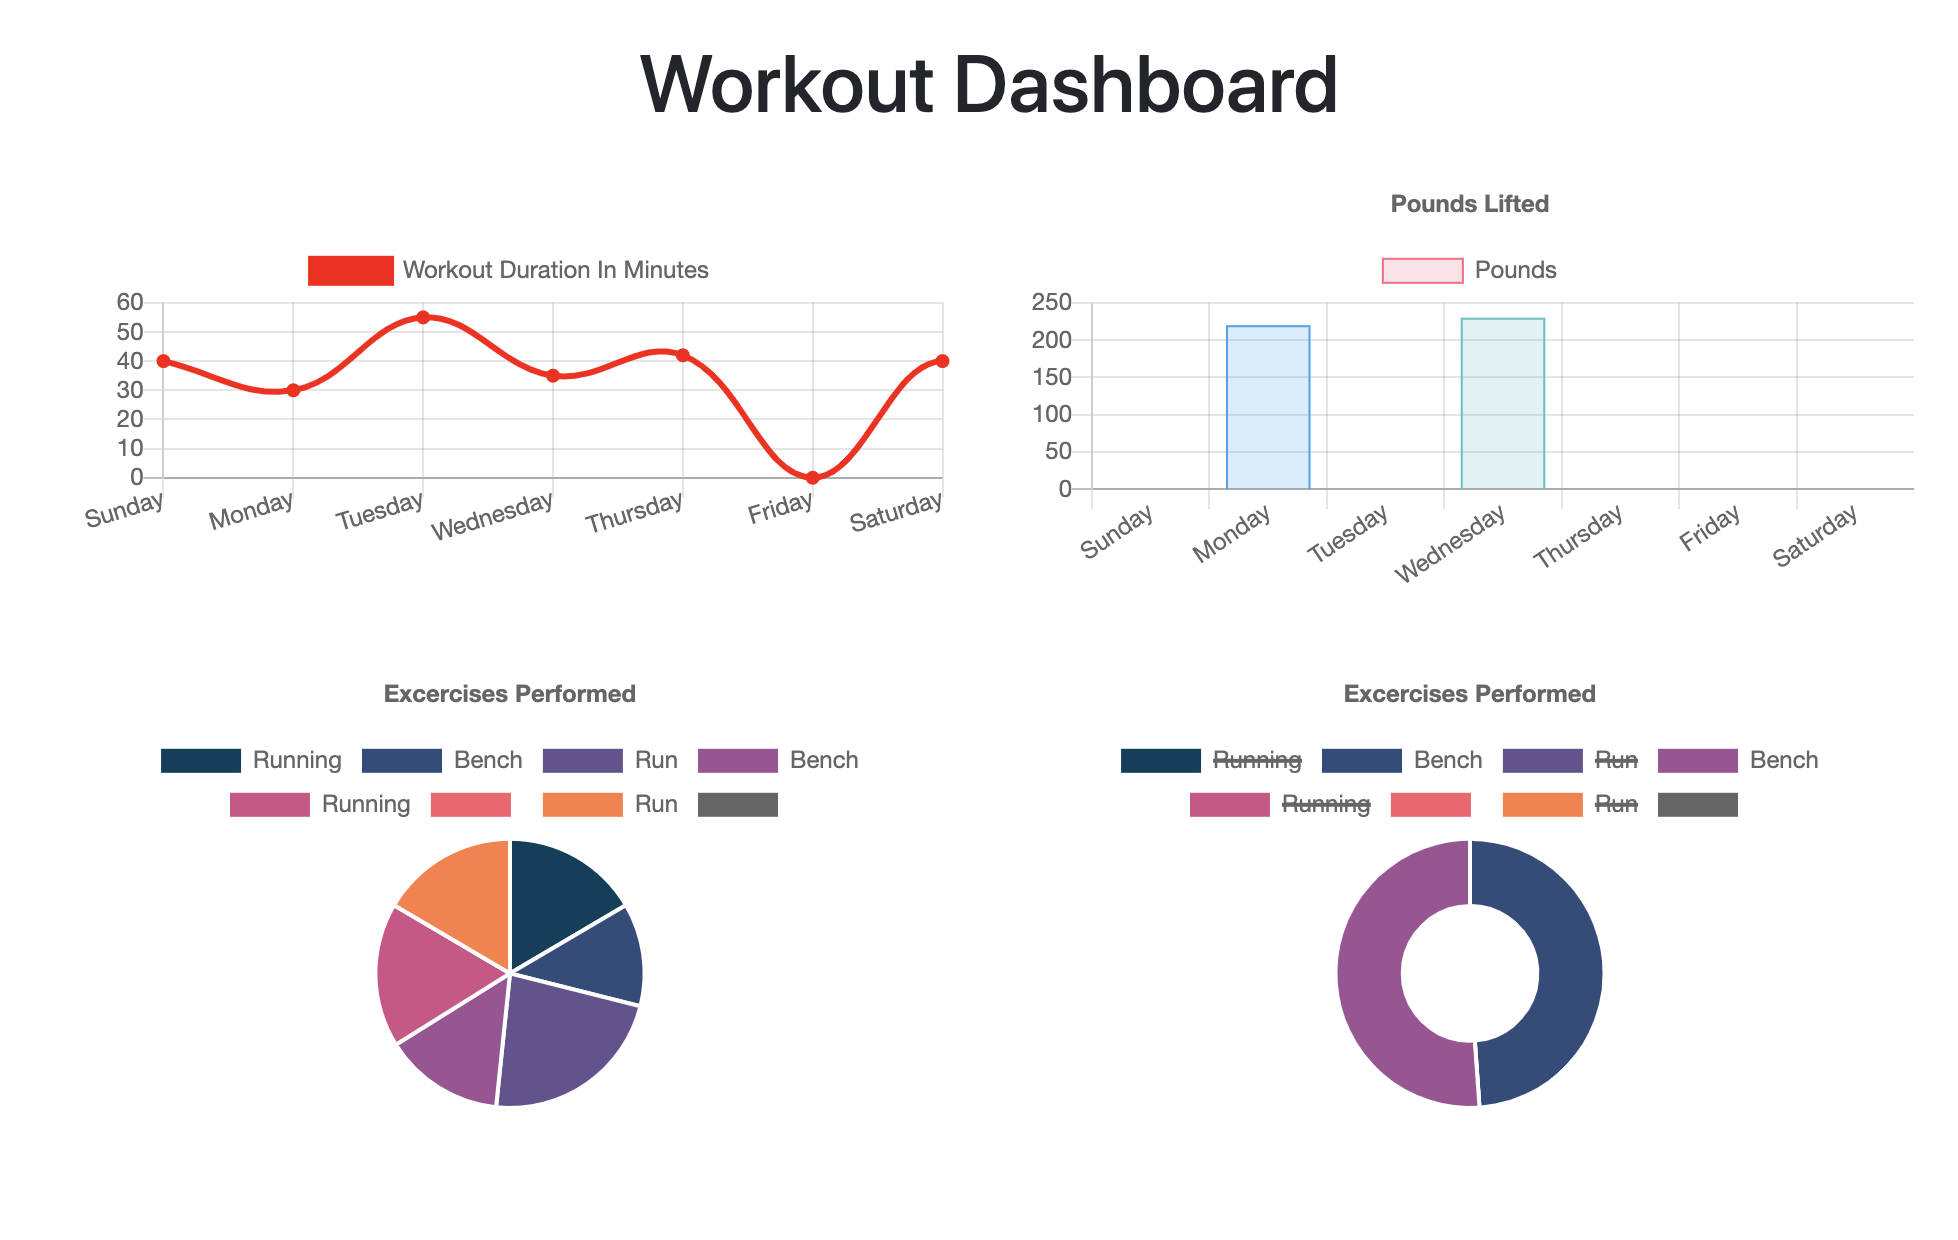 Workout Dashboard
Workout Duration In Minutes
60
50
40
30
20
10
0
Sunday Monday Tuesday Wednesday Thursday Friday Saturday
Pounds Lifted
Pounds
250
200
150
100
50
0
Sunday Monday Tuesday Wednesday Thursday Friday Saturday
Excercises Performed
Running Bench Run Bench
Running Run
Excercises Performed
Running Bench Run Bench
Running Run